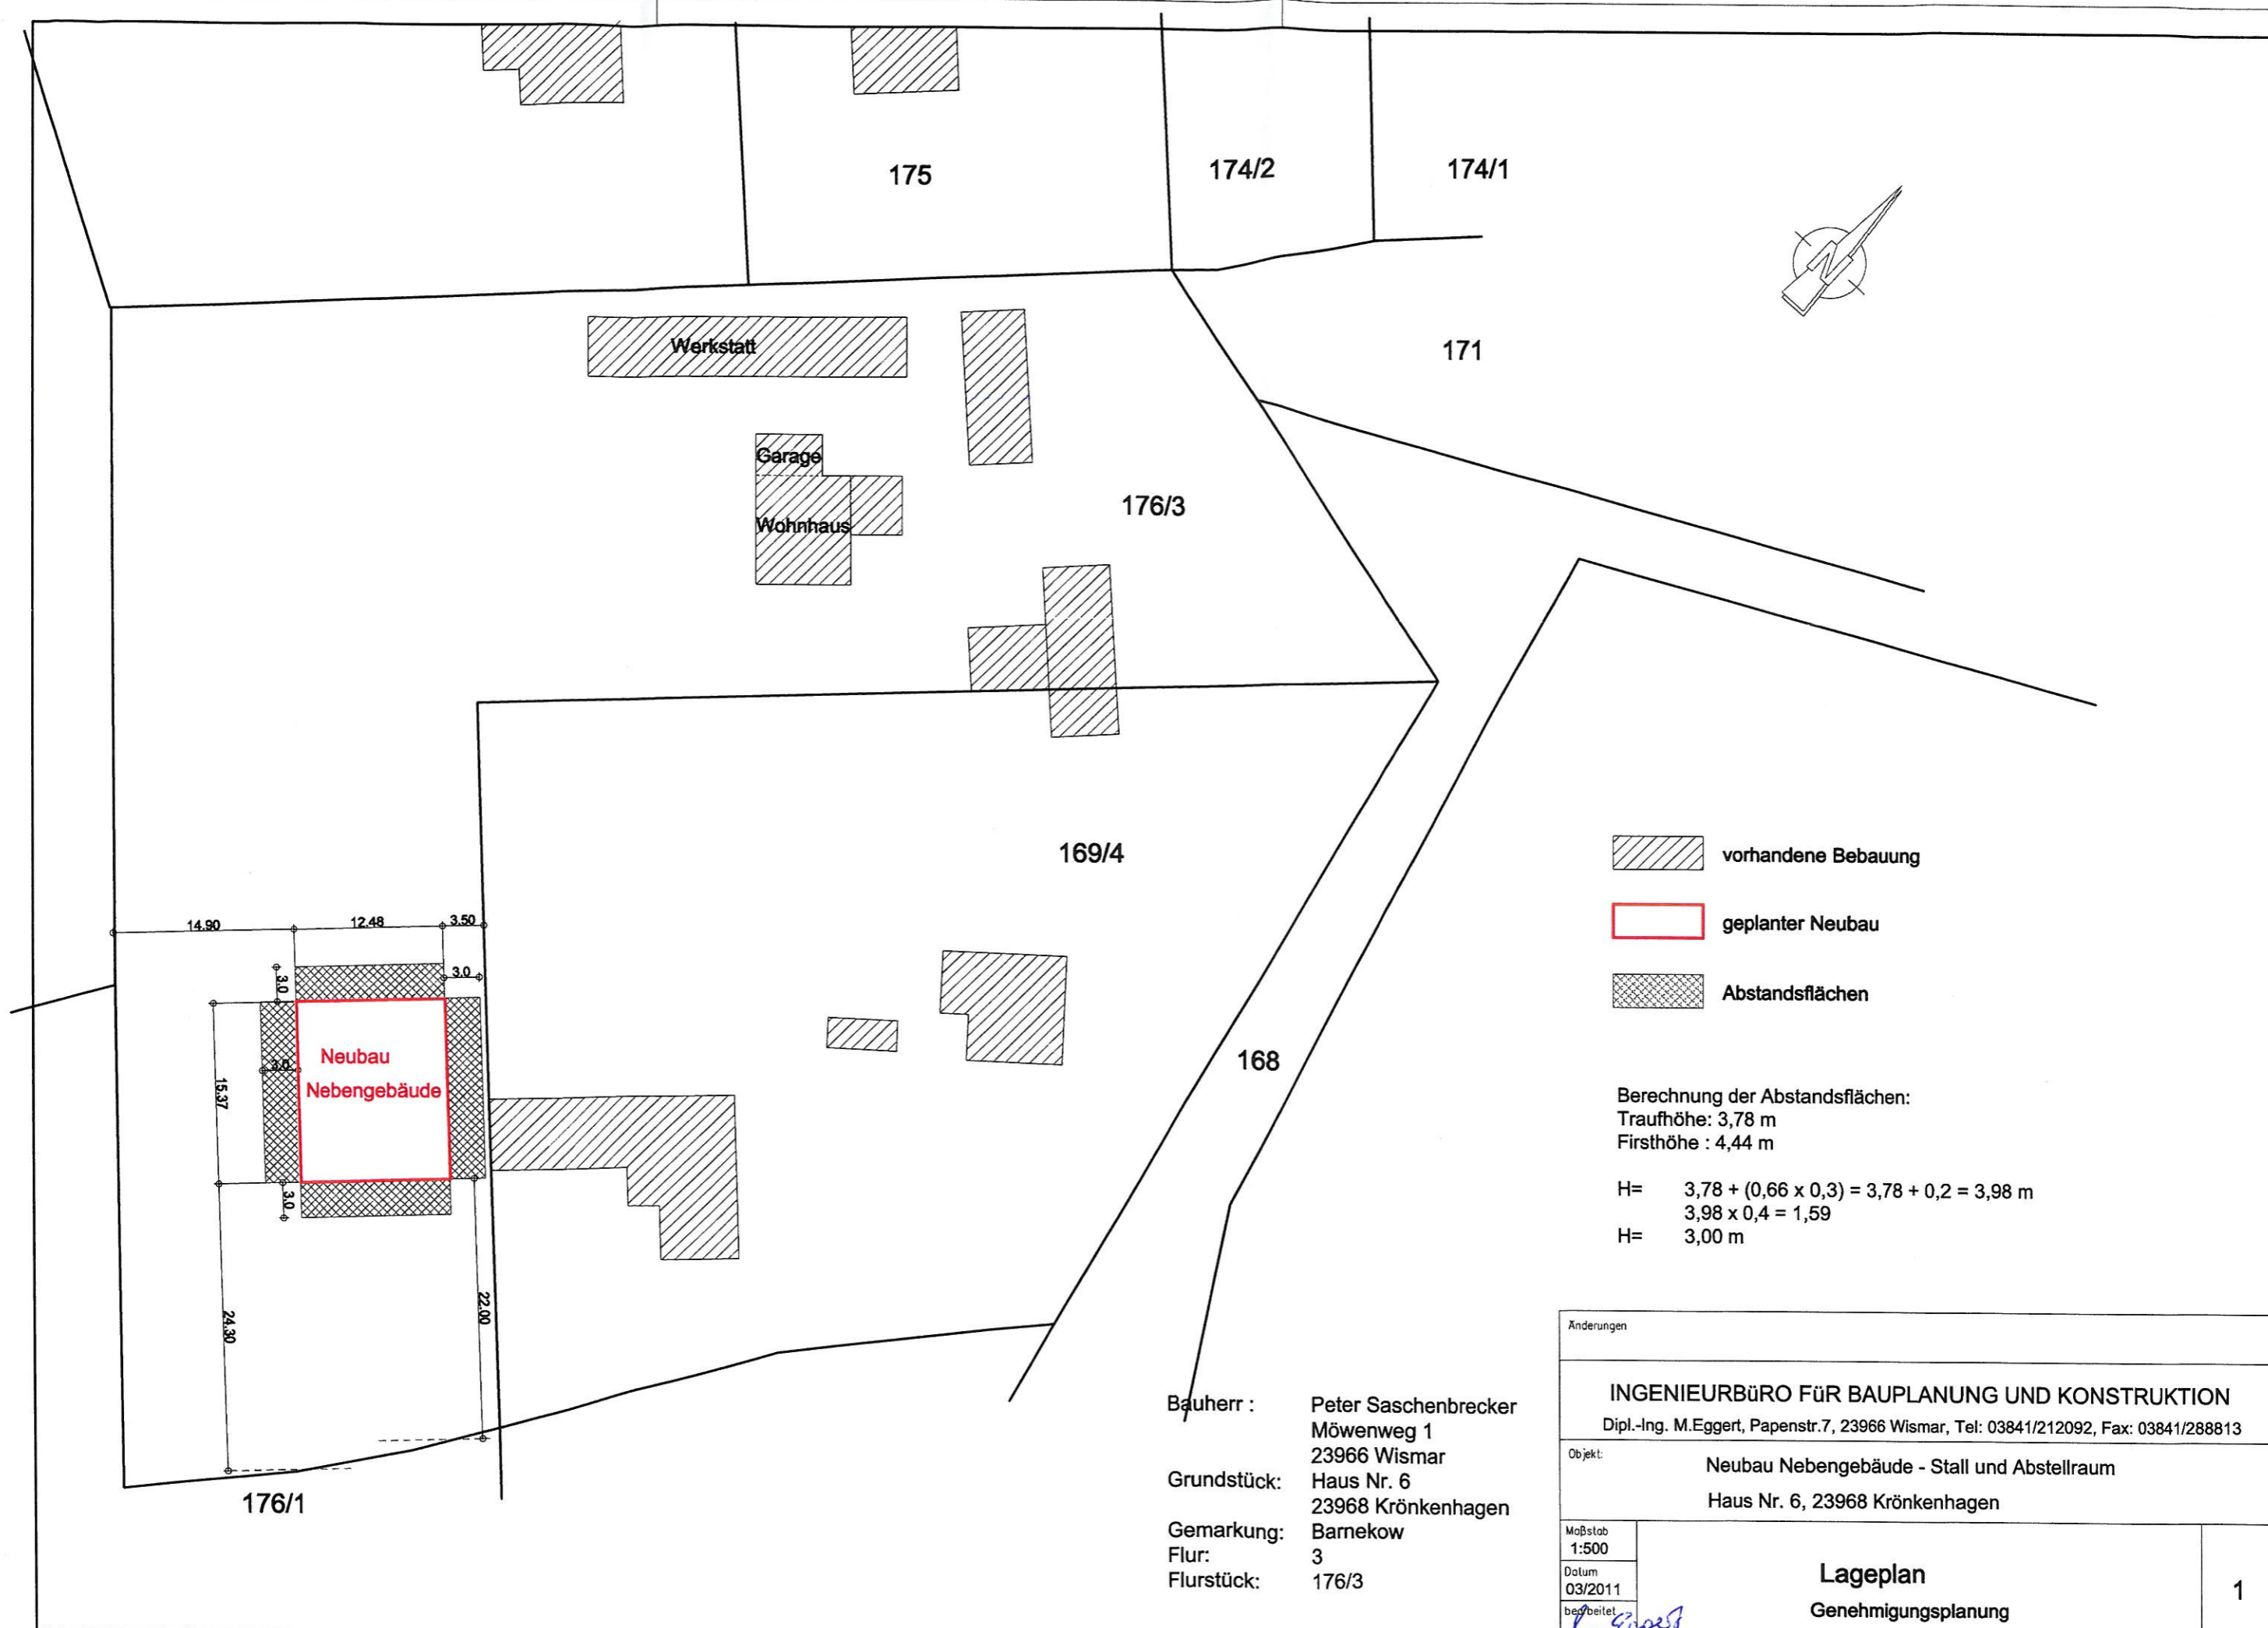 175
174/2
174/1
N
Werkstatt
171
Garage
176/3
Wohnhaus
169/4
vorhandene Bebauung
14.90
12.48
3.50
geplanter Neubau
3.0
3.0
Abstandsflächen
Neubau
3.0
Nebengebäude
15.37
168
Berechnung der Abstandsflächen:
Traufhöhe: 3,78 m
Firsthöhe : 4,44 m
3.0
H= 3,78 + (0,66 x 0,3) = 3,78 + 0,2 = 3,98 m
3,98 x 0,4 = 1,59
H= 3,00 m
24.30
22.00
176/1
Bauherr : Peter Saschenbrecker
Möwenweg 1
23966 Wismar
Grundstück: Haus Nr. 6
23968 Krönkenhagen
Gemarkung: Barnekow
Flur: 3
Flurstück: 176/3
Änderungen
INGENIEURBüRO FüR BAUPLANUNG UND KONSTRUKTION
Dipl.-Ing. M.Eggert, Papenstr.7, 23966 Wismar, Tel: 03841/212092, Fax: 03841/288813
Objekt:
Neubau Nebengebäude - Stall und Abstellraum
Haus Nr. 6, 23968 Krönkenhagen
Maßstab
1:500
Datum
03/2011
bearbeitet
Lageplan
Genehmigungsplanung
1